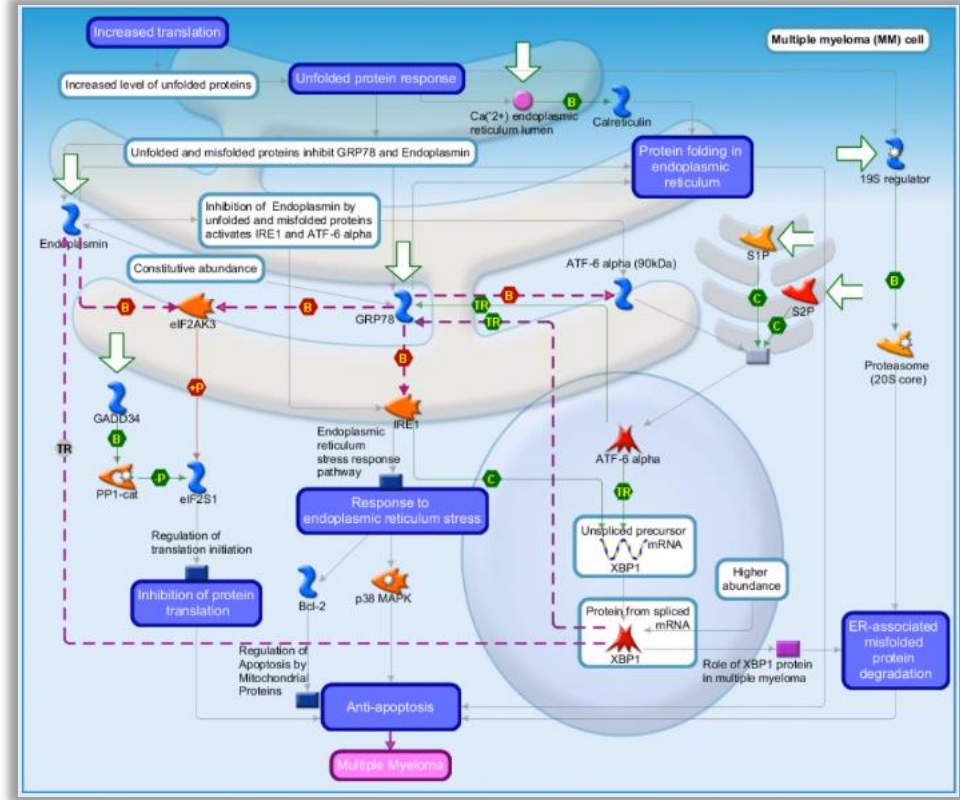 Increased translation
Multiple myeloma (MM) cell
Increased level of unfolded proteins
Unfolded protein response
Ca('2+) endoplasmic
reticulum lumen
B
Calreticulin
Unfolded and misfolded proteins inhibit GRP78 and Endoplasmin
Protein folding in
endoplasmic
reticulum
19S regulator
Inhibition of Endoplasmin by
unfolded and misfolded proteins
activates IRE1 and ATF-6 alpha
Endoplasmin
S1P
Constitutive abundance
ATF-6 alpha (90kDa)
S2P
B
B
GRP78
B
TR
TR
C
C
B
eIF2AK3
Proteasome
(20S core)
B
+P
GADD34
IRE1
B
TR
Endoplasmic
reticulum
stress response
pathway
ATF-6 alpha
PP1-cat
-P
eIF2S1
C
TR
Response to
endoplasmic reticulum stress
Unspliced precursor
mRNA
XBP1
Regulation of
translation initiation
Higher
abundance
Inhibition of protein
translation
Bcl-2
p38 MAPK
Protein from spliced
mRNA
XBP1
ER-associated
misfolded
protein
degradation
Regulation of
Apoptosis by
Mitochondrial
Proteins
Role of XBP1 protein
in multiple myeloma
Anti-apoptosis
Multiple Myeloma